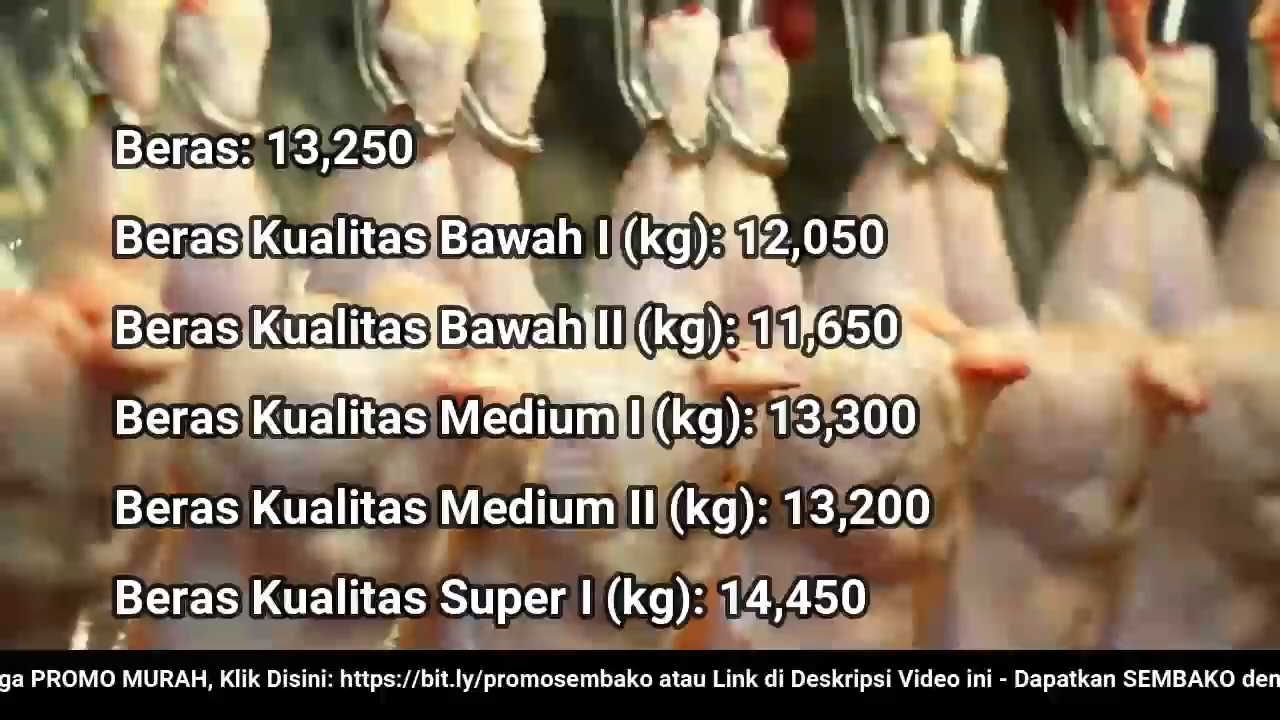 Beras: 13,250
Beras Kualitas Bawah I (kg): 12,050
Beras Kualitas Bawah II (kg): 11,650
Beras Kualitas Medium I (kg): 13,300
Beras Kualitas Medium II (kg): 13,200
Beras Kualitas Super I (kg): 14,450
PROMO MURAH, Klik Disini: https://bit.ly/promosembako atau Link di Deskripsi Video ini - Dapatkan SEMBAKO